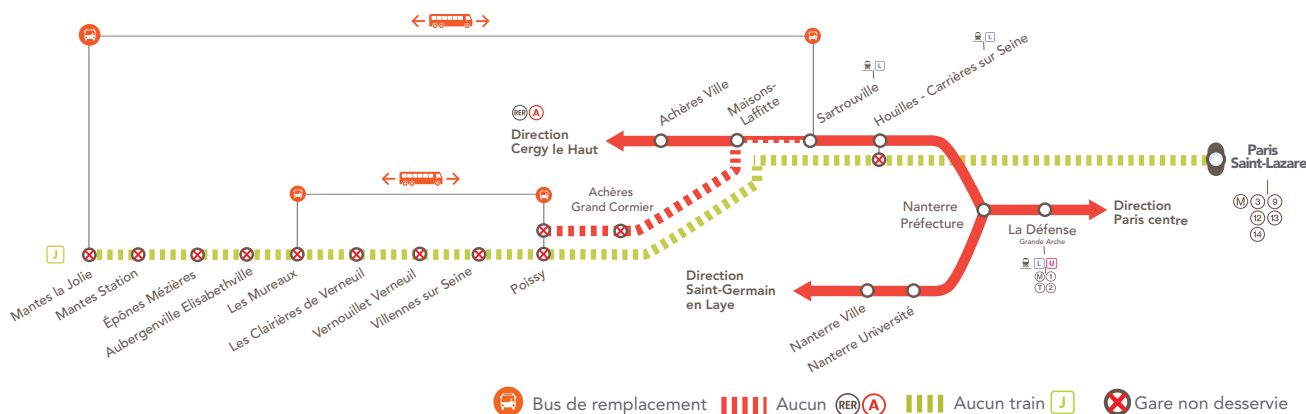 L
L
Achères Ville
Maisons-
Laffitte
Sartrouville
Houilles - Carrières sur Seine
RER A
Direction
Cergy le Haut
Paris
Saint-Lazare
M 3 9
12 13
14
Achères
Grand Cormier
Nanterre
Préfecture
La Défense
Grande Arche
L U
M 1
T 2
Direction
Paris centre
J
Mantes la Jolie
Mantes Station
Épônes Mézières
Aubergenville Elisabethville
Les Mureaux
Les Clairières de Verneuil
Vernouillet Verneuil
Villennes sur Seine
Poissy
Direction
Saint-Germain
en Laye
Nanterre Ville
Nanterre Université
Bus de remplacement
Aucun RER A
Aucun train J
Gare non desservie